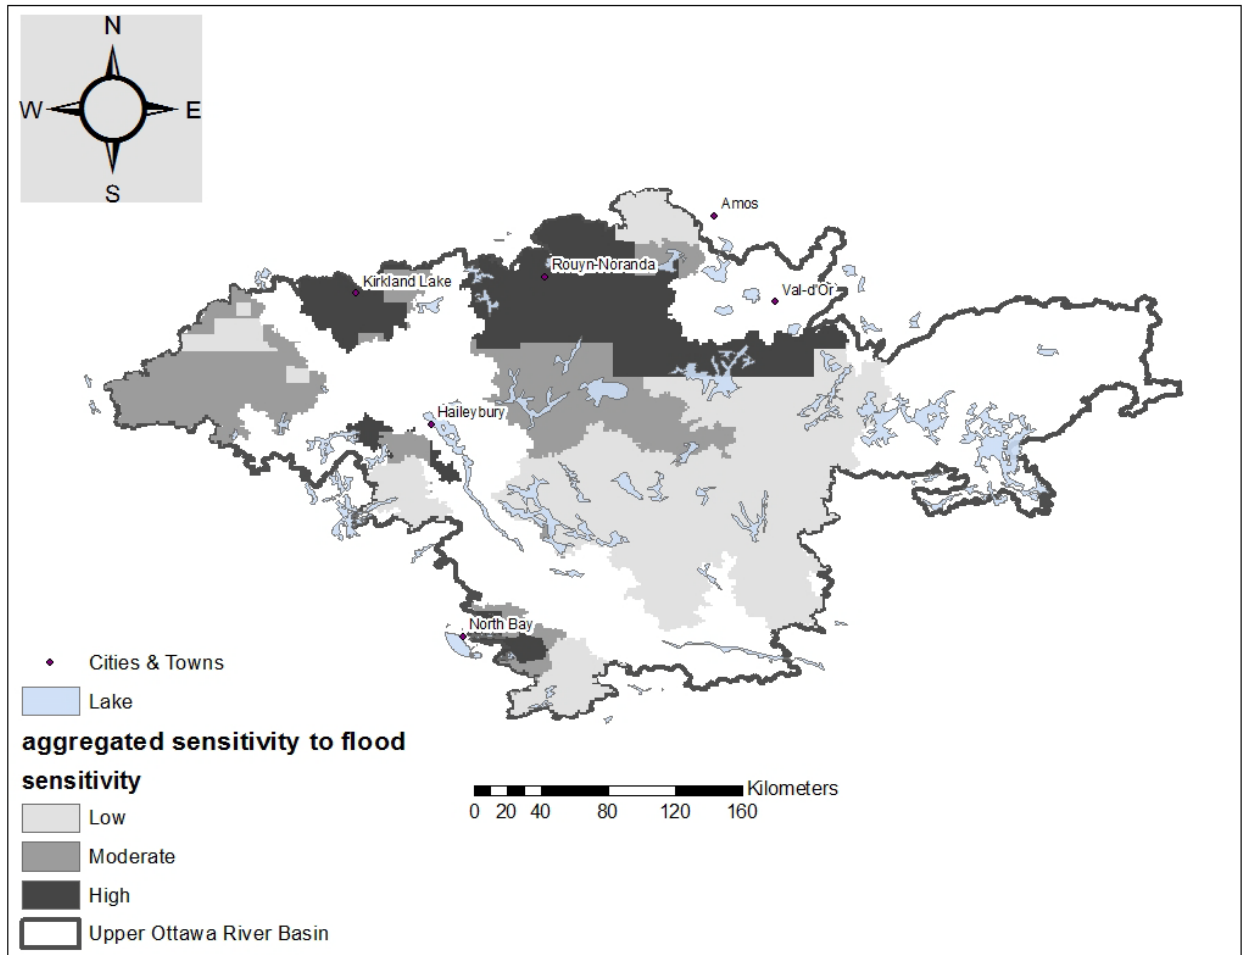 N
W E
S
Amos
Rouyn-Noranda
Kirkland Lake
Val-d'Or
Haileybury
North Bay
Cities & Towns
Lake
aggregated sensitivity to flood
sensitivity
Low
Moderate
High
Upper Ottawa River Basin
Kilometers
0 20 40 80 120 160